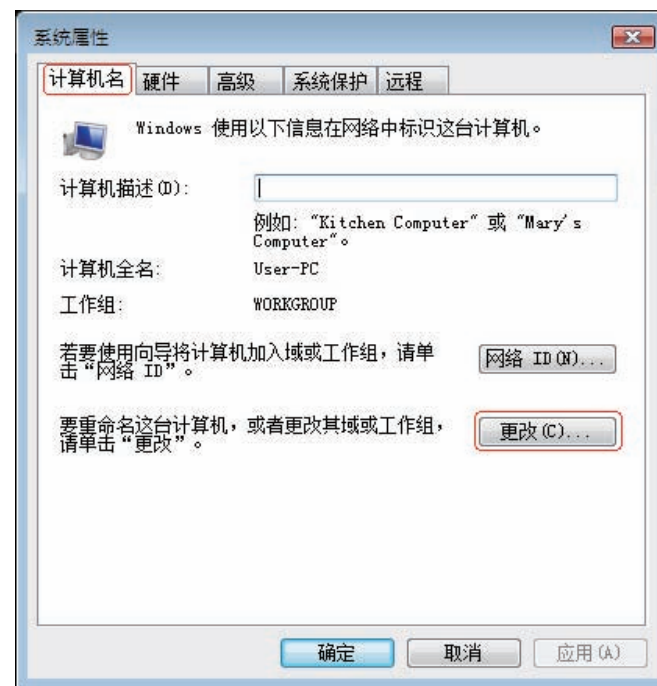 系统属性
计算机名 硬件 高级 系统保护 远程
Windows 使用以下信息在网络中标识这台计算机。
计算机描述(D):
例如: "Kitchen Computer" 或 "Mary's
Computer"。
计算机全名: User-PC
工作组: WORKGROUP
若要使用向导将计算机加入域或工作组，请单
击“网络 ID”。
网络 ID(N)...
要重命名这台计算机，或者更改其域或工作组，
请单击“更改”。
更改(C)...
确定 取消 应用(A)